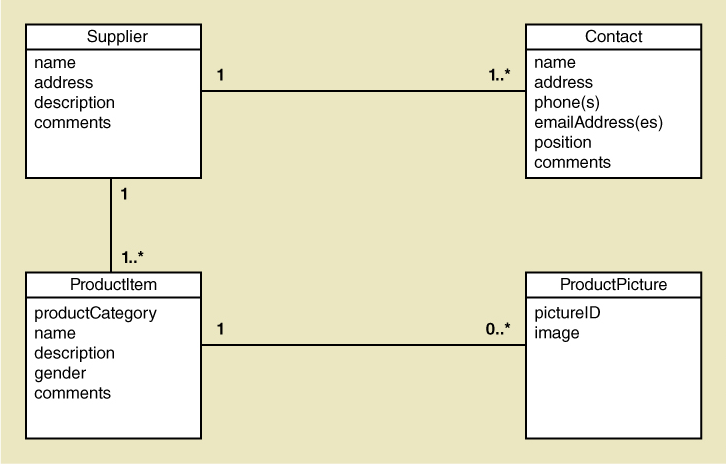 Supplier
name
address
description
comments
1
1..*
Contact
name
address
phone(s)
emailAddress(es)
position
comments
1
1..*
ProductItem
productCategory
name
description
gender
comments
1
0..*
ProductPicture
pictureID
image